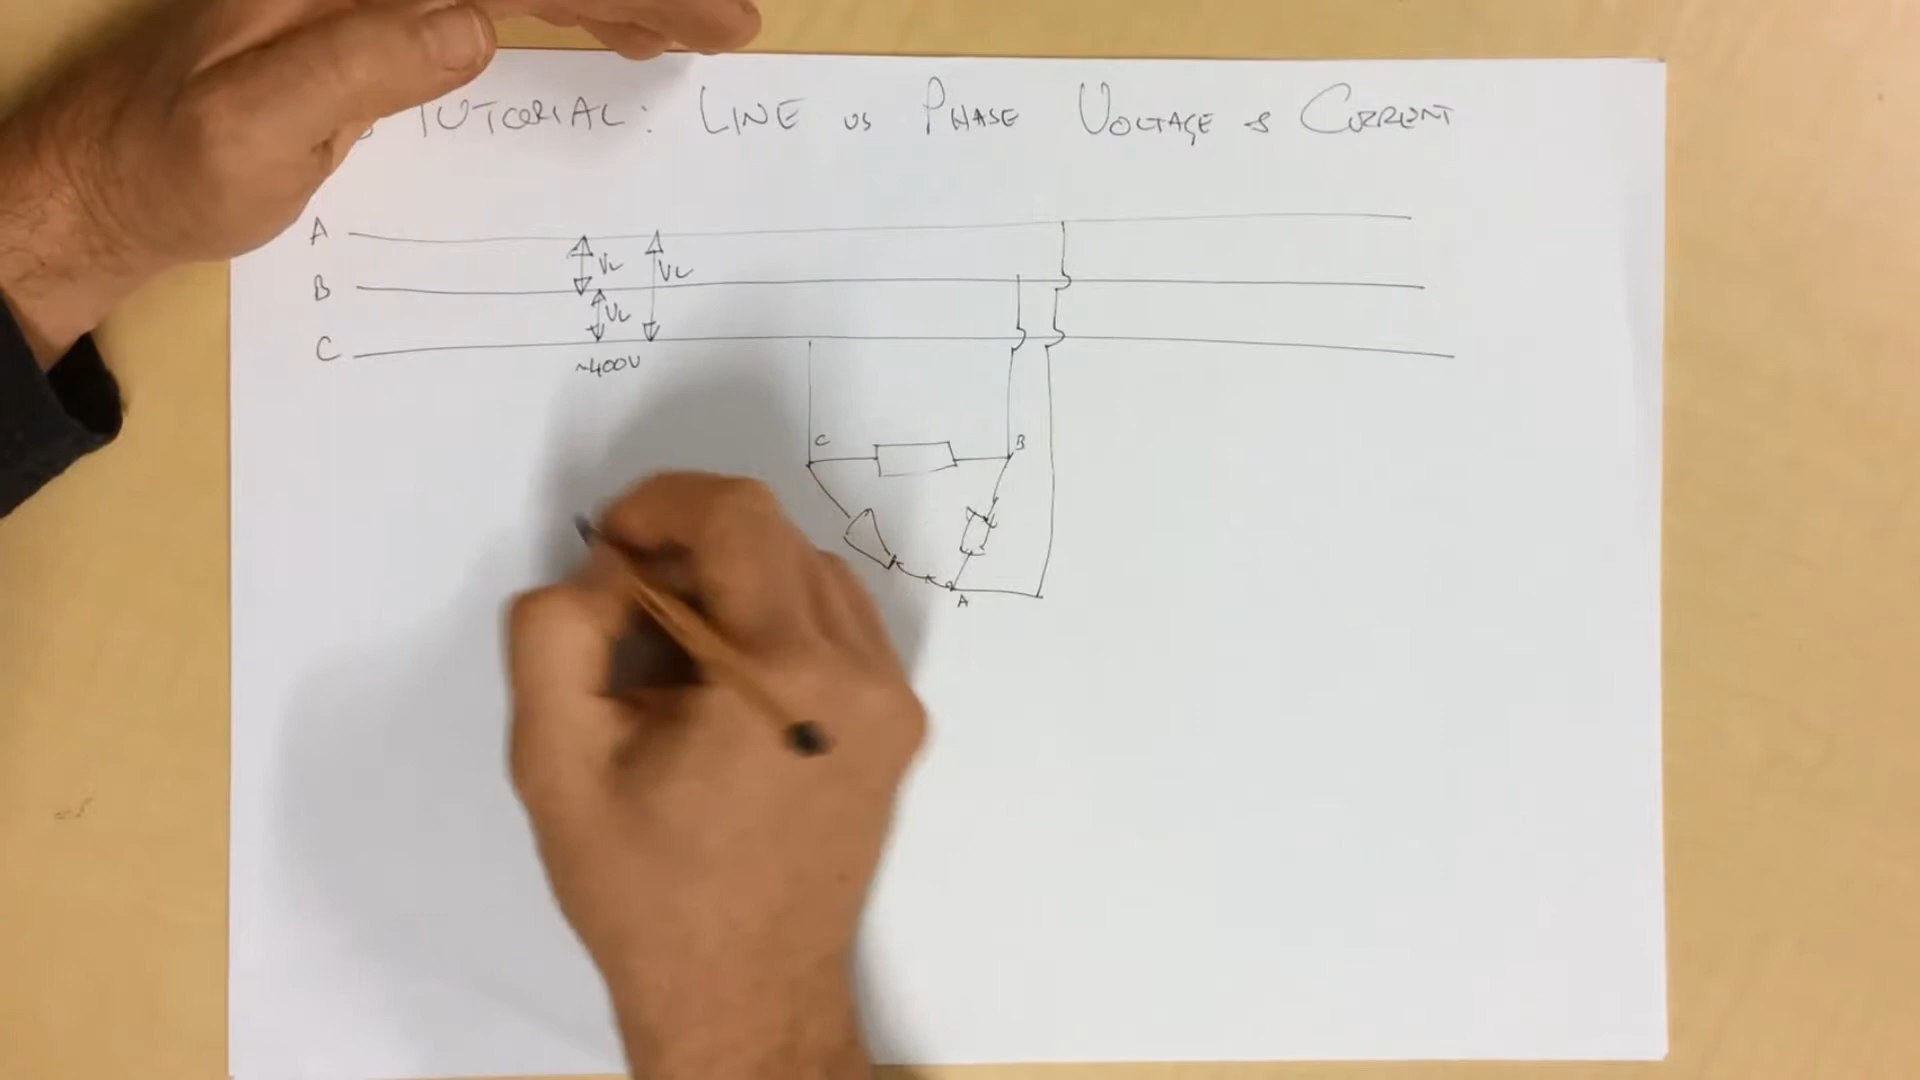 TUTORIAL: LINE vs PHASE VOLTAGE & CURRENT
A
VL
VL
B
VL
C
~400V
C
B
A